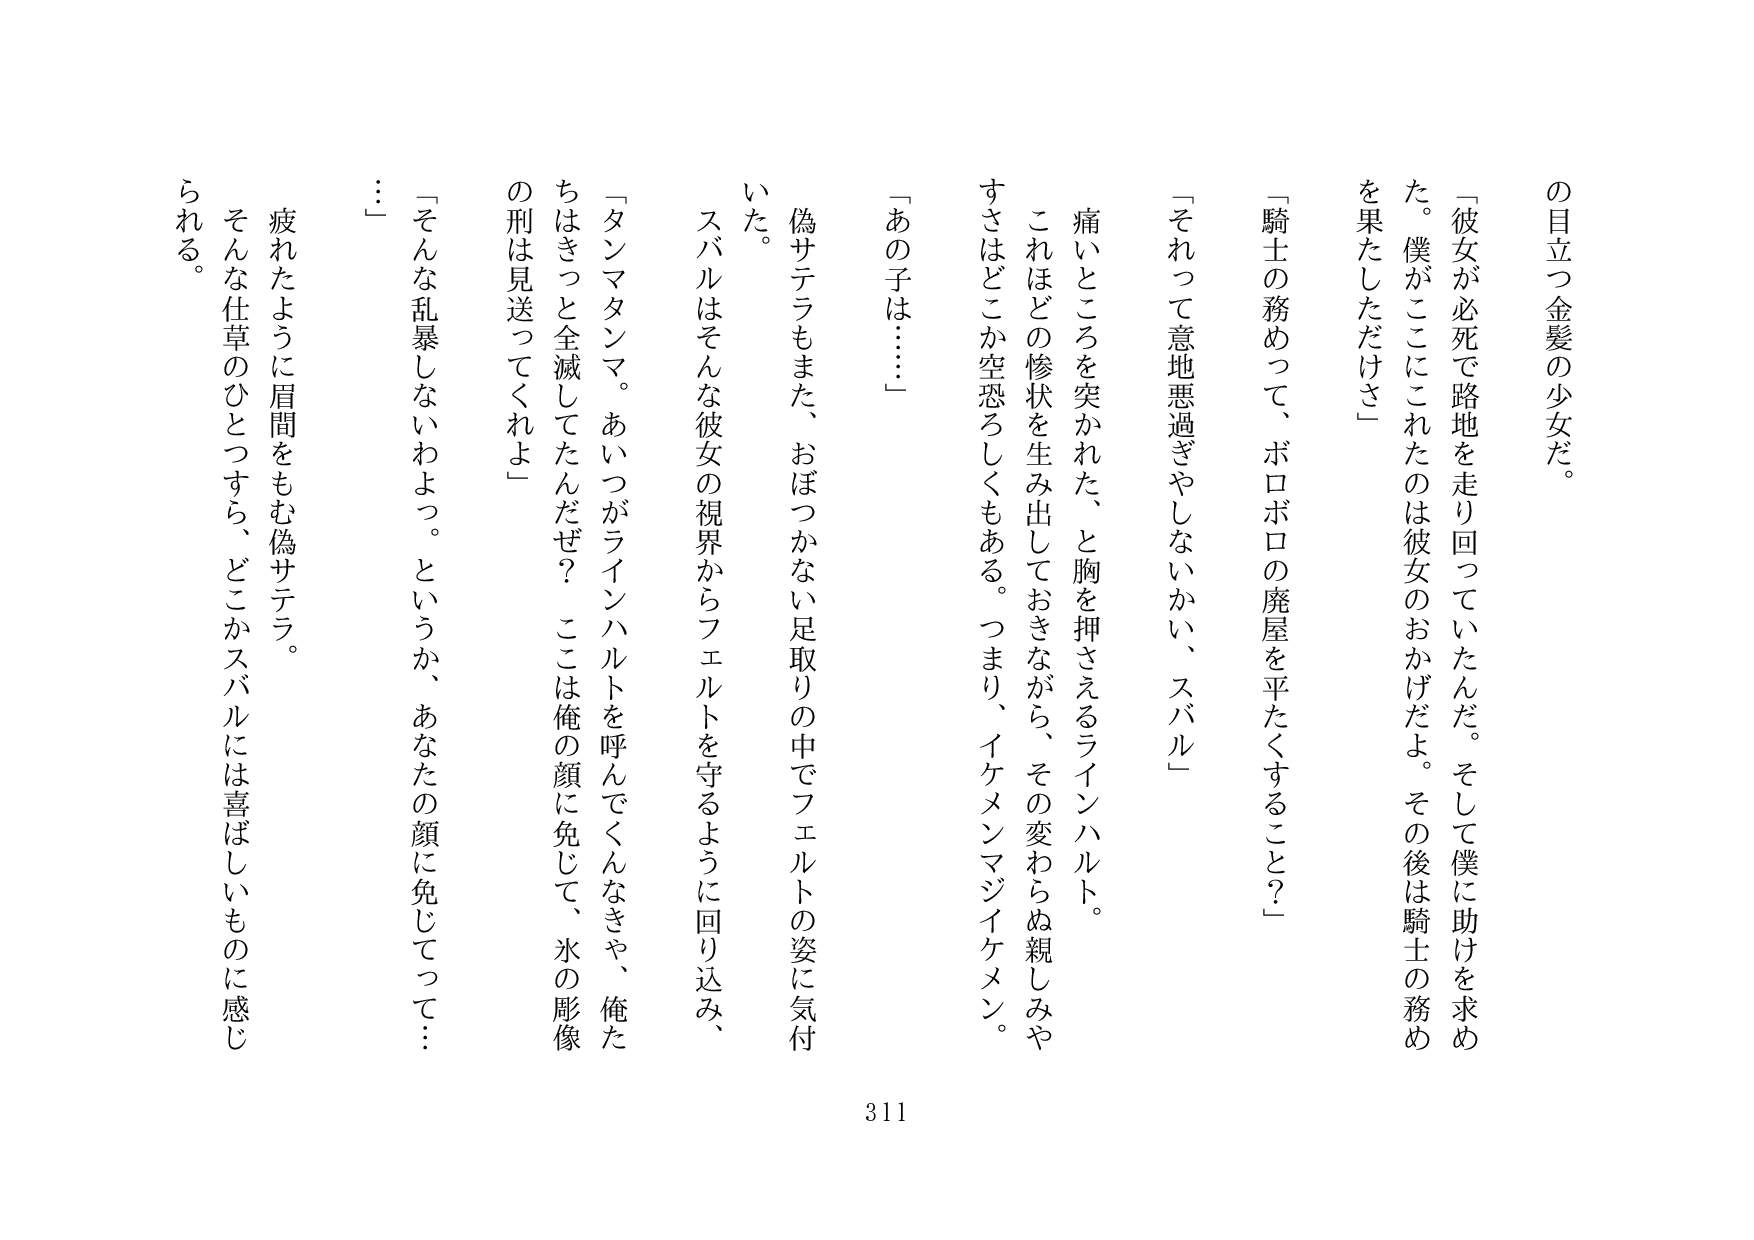 の目立つ金髪の少女だ。
「彼女が必死で路地を走り回っていたんだ。そして僕に助けを求め
た。僕がここにこれたのは彼女のおかげだよ。その後は騎士の務め
を果たしただけさ」
「騎士の務めって、ボロボロの廃屋を平たくすること？」
「それって意地悪過ぎやしないかい、スバル」
　痛いところを突かれた、と胸を押さえるラインハルト。
　これほどの惨状を生み出しておきながら、その変わらぬ親しみや
すさはどこか空恐ろしくもある。つまり、イケメンマジイケメン。
「あの子は……」
　偽サテラもまた、おぼつかない足取りの中でフェルトの姿に気付
いた。
　スバルはそんな彼女の視界からフェルトを守るように回り込み、
「タンマタンマ。あいつがラインハルトを呼んでくんなきゃ、俺た
ちはきっと全滅してたんだぜ？　ここは俺の顔に免じて、氷の彫像
の刑は見送ってくれよ」
「そんな乱暴しないわよっ。というか、あなたの顔に免じてって…
…」
　疲れたように眉間をもむ偽サテラ。
　そんな仕草のひとつすら、どこかスバルには喜ばしいものに感じ
られる。
311